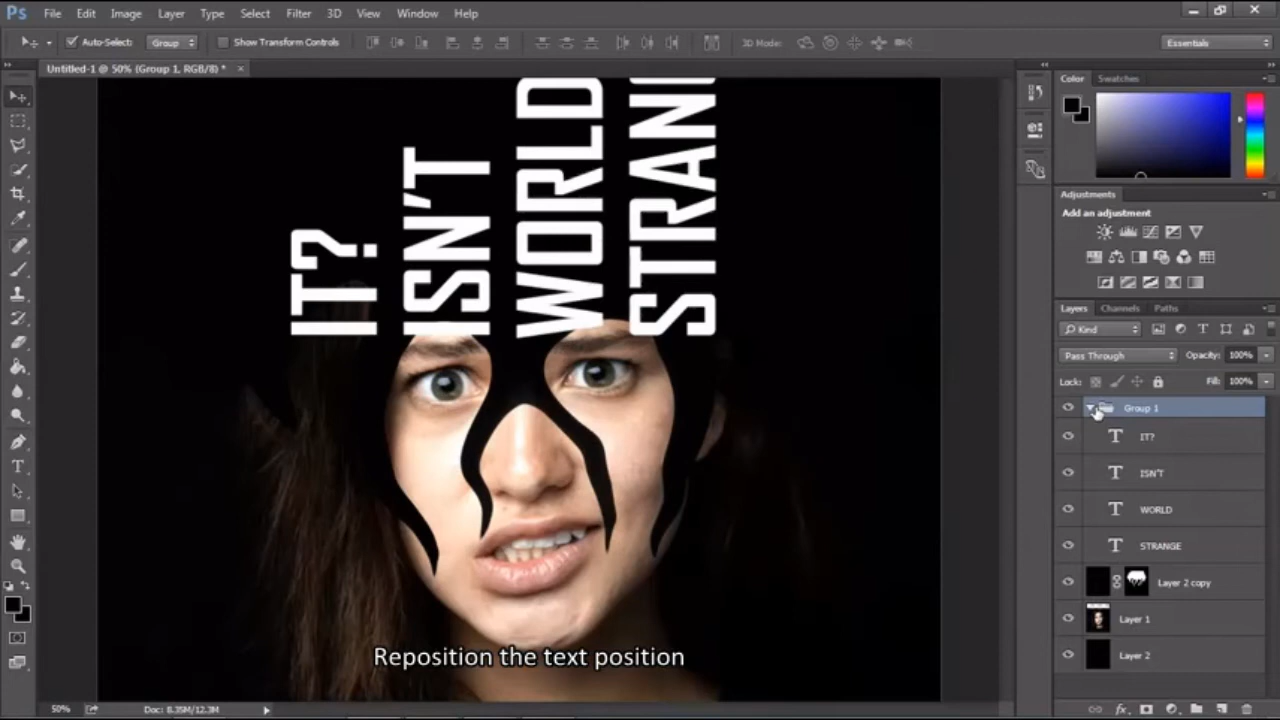 Ps File Edit Image Layer Type Select Filter 3D View Window Help
Auto-Select: Group Show Transform Controls 3D Mode: Essentials
Untitled-1 @ 50% (Group 1, RGB/8) * ×
Color Swatches
Adjustments
Add an adjustment
Layers Channels Paths
Kind
Pass Through Opacity: 100%
Lock: Fill: 100%
Group 1
IT?
ISN'T
WORLD
STRANGE
Layer 2 copy
Layer 1
Layer 2
IT?
ISN'T
WORLD
STRAN
Reposition the text position
50% Doc: 8.35M/12.3M